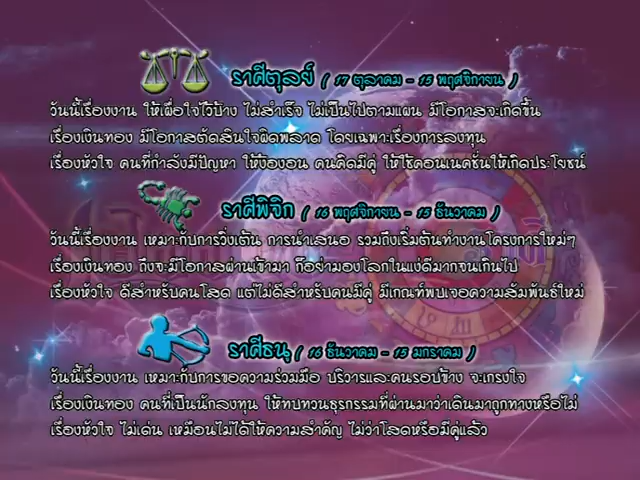 ราศีตุลย์ ( 17 ตุลาคม - 15 พฤศจิกายน )
วันนี้เรื่องงาน ให้เผื่อใจไว้บ้าง ไม่สำเร็จ ไม่เป็นไปตามแผน มีโอกาสจะเกิดขึ้น
เรื่องเงินทอง มีโอกาสตัดสินใจผิดพลาด โดยเฉพาะเรื่องการลงทุน
เรื่องหัวใจ คนที่กำลังมีปัญหา ให้ง้องอน คนคิดมีคู่ ให้ใช้คอนเนคชั่นให้เกิดประโยชน์
ราศีพิจิก ( 16 พฤศจิกายน - 15 ธันวาคม )
วันนี้เรื่องงาน เหมาะกับการวิ่งเต้น การนำเสนอ รวมถึงเริ่มต้นทำงานโครงการใหม่ๆ
เรื่องเงินทอง ถึงจะมีโอกาสผ่านเข้ามา ก็อย่ามองโลกในแง่ดีมากจนเกินไป
เรื่องหัวใจ ดีสำหรับคนโสด แต่ไม่ดีสำหรับคนมีคู่ มีเกณฑ์พบเจอความสัมพันธ์ใหม่
ราศีธนู ( 16 ธันวาคม - 15 มกราคม )
วันนี้เรื่องงาน เหมาะกับการขอความร่วมมือ บริวารและคนรอบข้าง จะเกรงใจ
เรื่องเงินทอง คนที่เป็นนักลงทุน ให้ทบทวนธุรกรรมที่ผ่านมาว่าเดินมาถูกทางหรือไม่
เรื่องหัวใจ ไม่เด่น เหมือนไม่ได้ให้ความสำคัญ ไม่ว่าโสดหรือมีคู่แล้ว